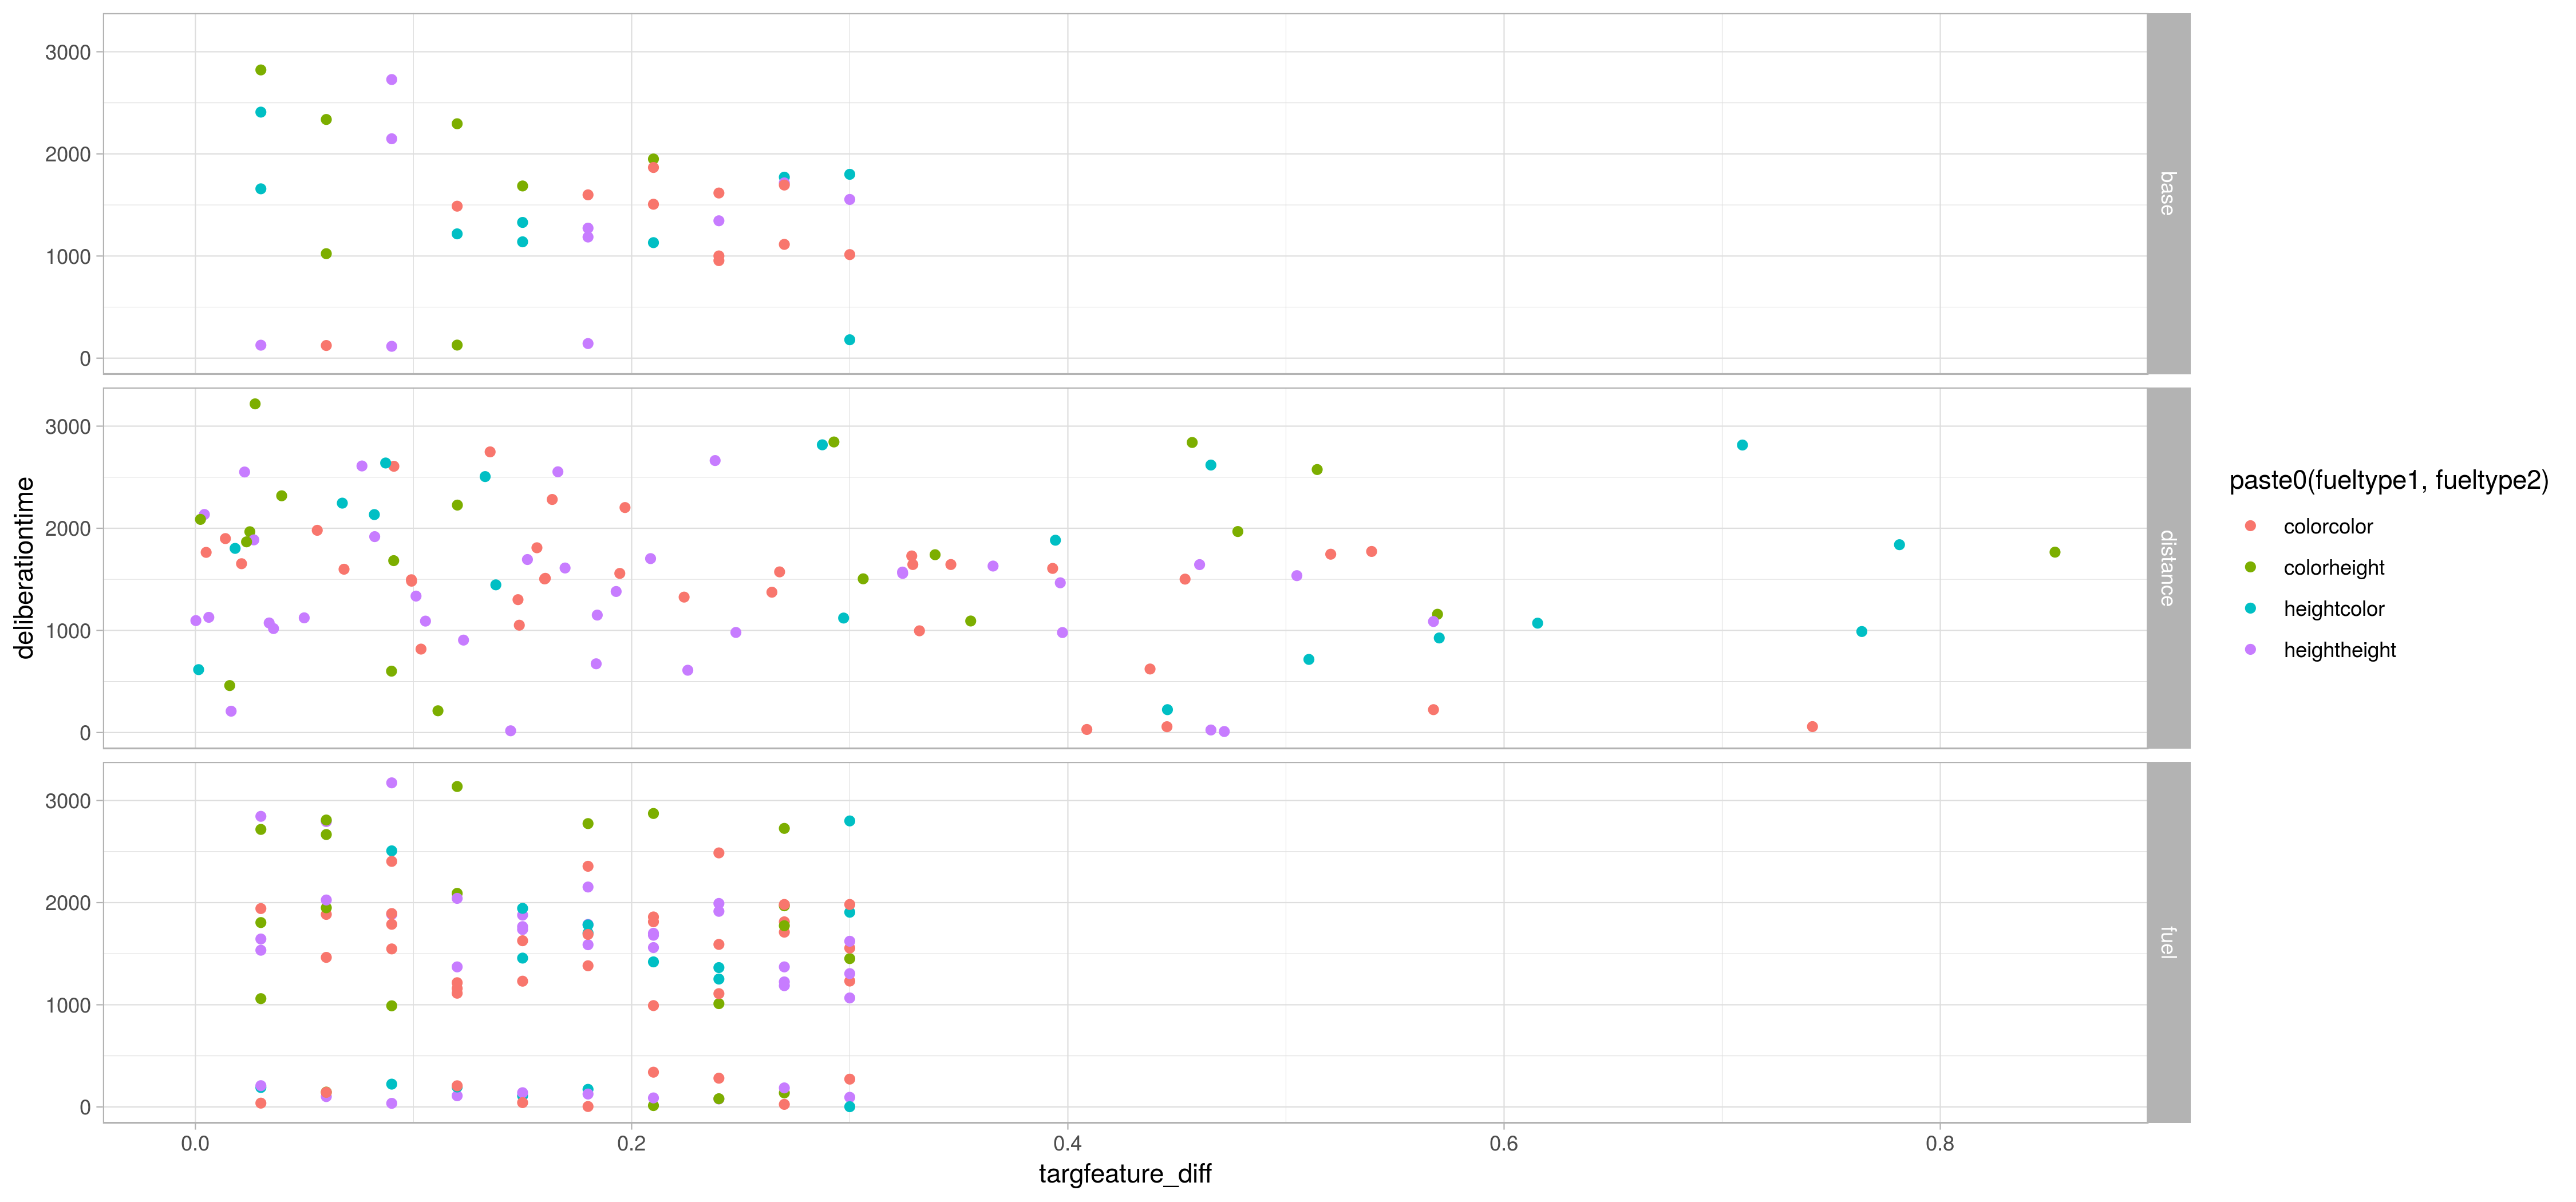 3000
2000
1000
0
base
3000
2000
1000
0
distance
3000
2000
1000
0
fuel
0.0 0.2 0.4 0.6 0.8
targfeature_diff
deliberationtime
paste0(fueltype1, fueltype2)
colorcolor
colorheight
heightcolor
heightheight